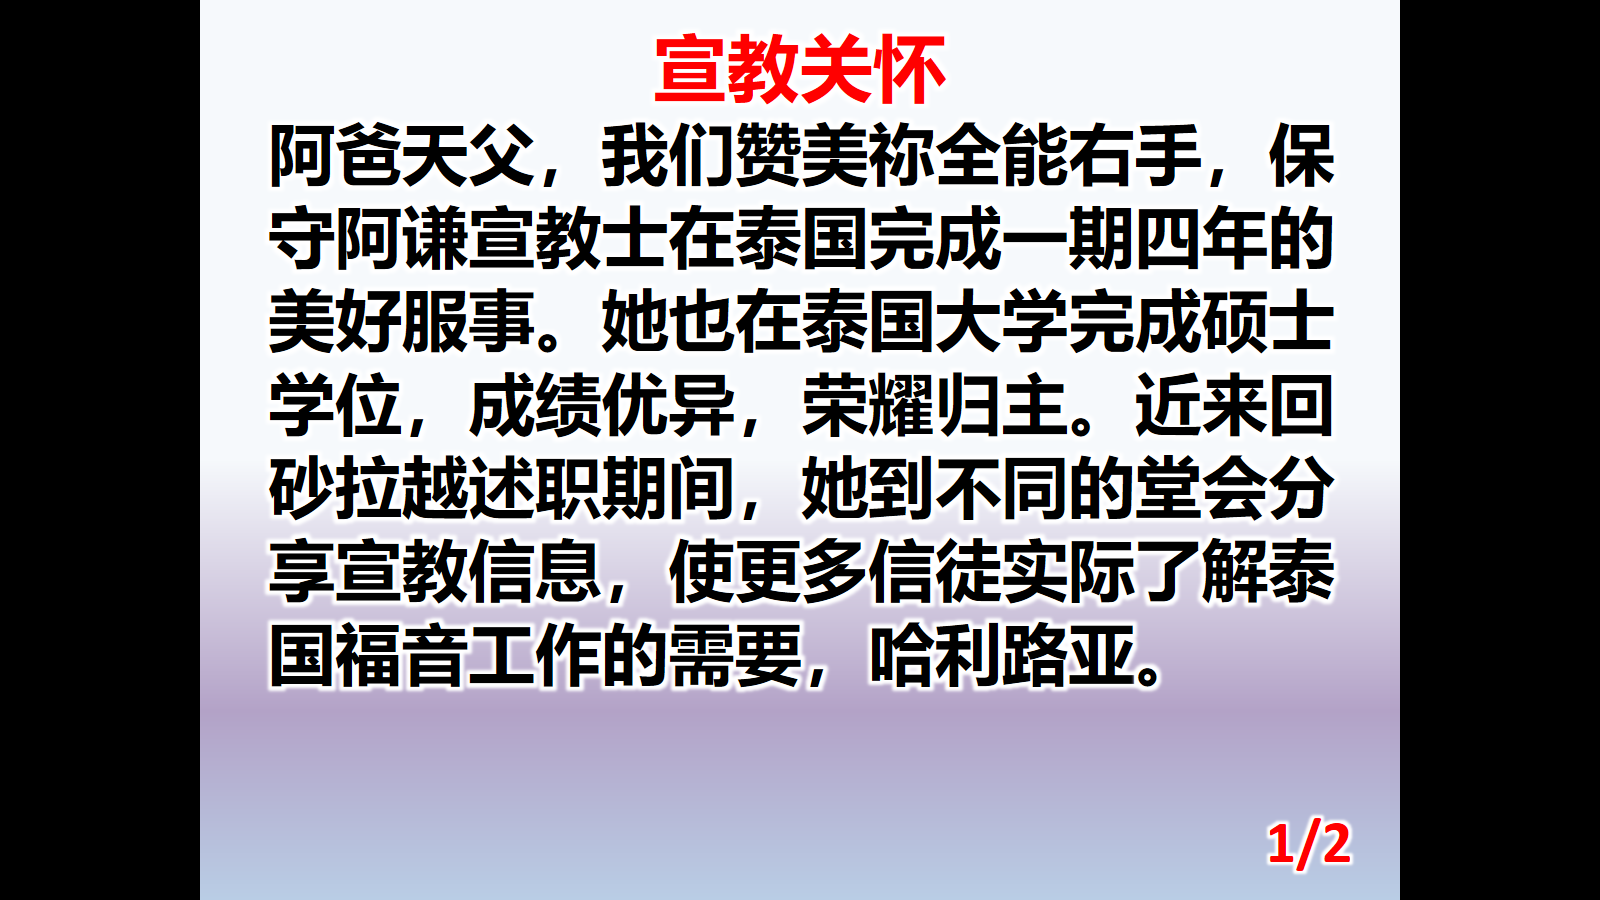 宣教关怀
阿爸天父，我们赞美祢全能右手，保
守阿谦宣教士在泰国完成一期四年的
美好服事。她也在泰国大学完成硕士
学位，成绩优异，荣耀归主。近来回
砂拉越述职期间，她到不同的堂会分
享宣教信息，使更多信徒实际了解泰
国福音工作的需要，哈利路亚。
1/2